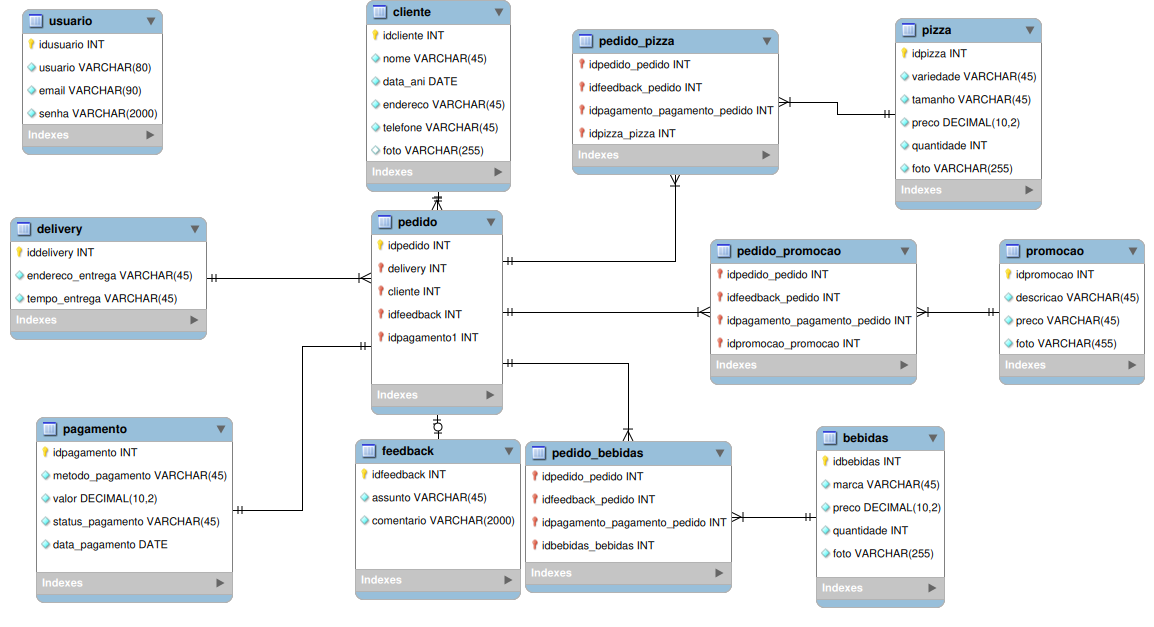 usuario
idusuario INT
usuario VARCHAR(80)
email VARCHAR(90)
senha VARCHAR(2000)
Indexes
cliente
idcliente INT
nome VARCHAR(45)
data_ani DATE
endereco VARCHAR(45)
telefone VARCHAR(45)
foto VARCHAR(255)
Indexes
pedido_pizza
idpedido_pedido INT
idfeedback_pedido INT
idpagamento_pagamento_pedido INT
idpizza_pizza INT
Indexes
pizza
idpizza INT
variedade VARCHAR(45)
tamanho VARCHAR(45)
preco DECIMAL(10,2)
quantidade INT
foto VARCHAR(255)
Indexes
delivery
iddelivery INT
endereco_entrega VARCHAR(45)
tempo_entrega VARCHAR(45)
Indexes
pedido
idpedido INT
delivery INT
cliente INT
idfeedback INT
idpagamento1 INT
Indexes
pedido_promocao
idpedido_pedido INT
idfeedback_pedido INT
idpagamento_pagamento_pedido INT
idpromocao_promocao INT
Indexes
promocao
idpromocao INT
descricao VARCHAR(45)
preco VARCHAR(45)
foto VARCHAR(455)
Indexes
pagamento
idpagamento INT
metodo_pagamento VARCHAR(45)
valor DECIMAL(10,2)
status_pagamento VARCHAR(45)
data_pagamento DATE
Indexes
feedback
idfeedback INT
assunto VARCHAR(45)
comentario VARCHAR(2000)
Indexes
pedido_bebidas
idpedido_pedido INT
idfeedback_pedido INT
idpagamento_pagamento_pedido INT
idbebidas_bebidas INT
Indexes
bebidas
idbebidas INT
marca VARCHAR(45)
preco DECIMAL(10,2)
quantidade INT
foto VARCHAR(255)
Indexes